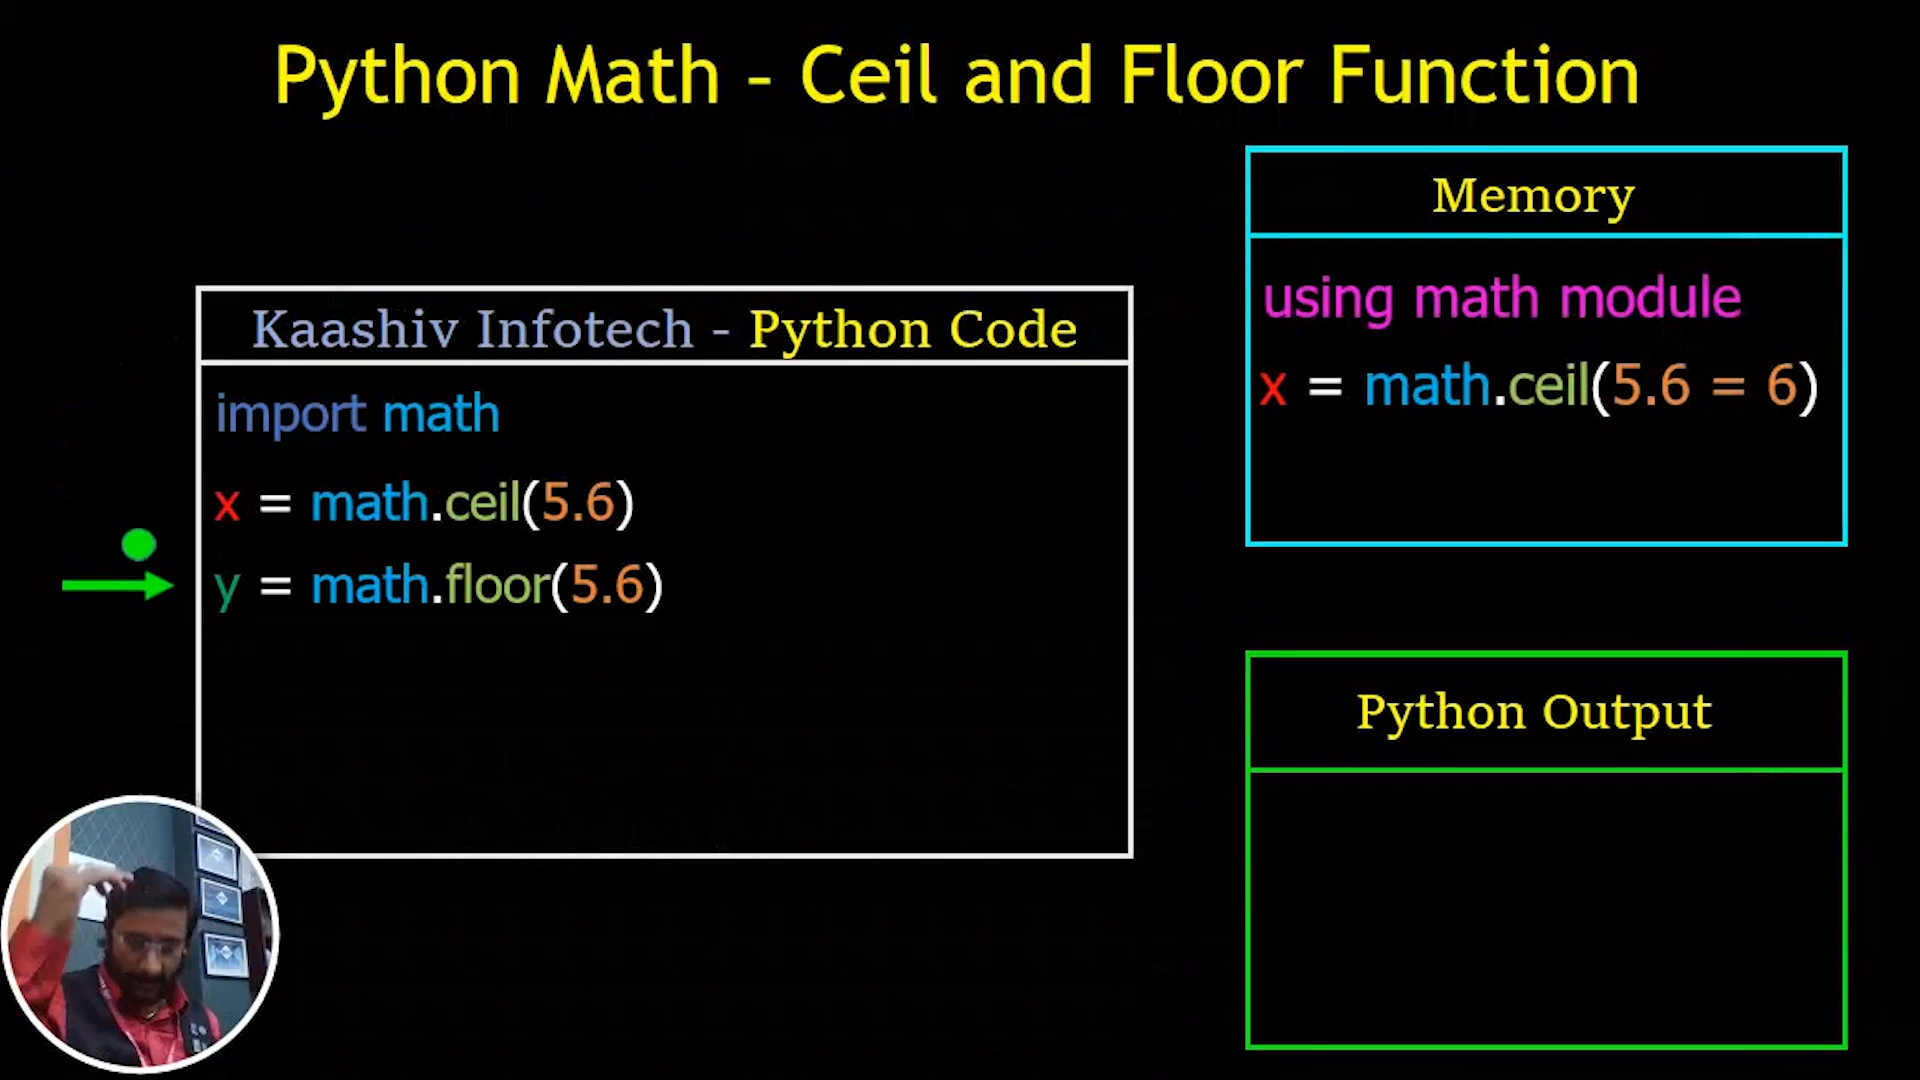 Python Math - Ceil and Floor Function
Kaashiv Infotech - Python Code
import math
x = math.ceil(5.6)
y = math.floor(5.6)
Memory
using math module
x = math.ceil(5.6 = 6)
Python Output